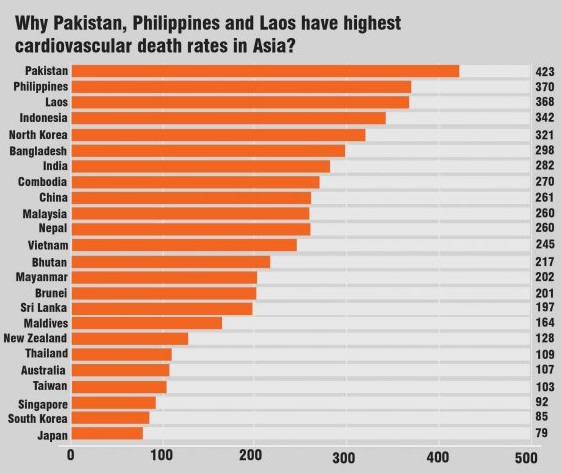 Why Pakistan, Philippines and Laos have highest
cardiovascular death rates in Asia?
Pakistan 423
Philippines 370
Laos 368
Indonesia 342
North Korea 321
Bangladesh 298
India 282
Combodia 270
China 261
Malaysia 260
Nepal 260
Vietnam 245
Bhutan 217
Mayanmar 202
Brunei 201
Sri Lanka 197
Maldives 164
New Zealand 128
Thailand 109
Australia 107
Taiwan 103
Singapore 92
South Korea 85
Japan 79
0 100 200 300 400 500